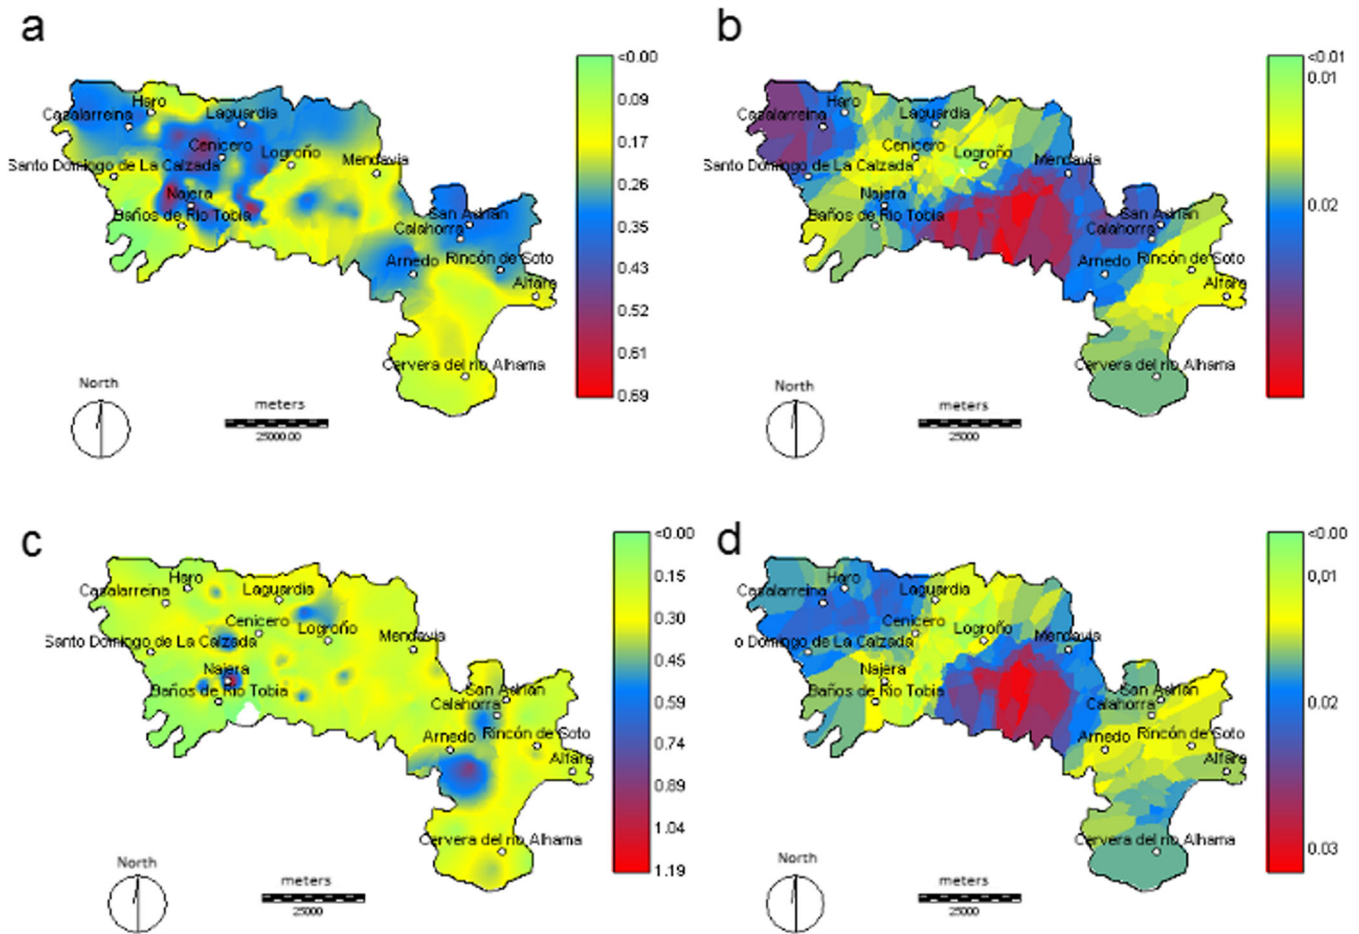 a
Haro
Casalarreina
Laguardia
Cenicero
Logroño
Mendavia
Santo Domingo de La Calzada
Najera
Baños de Rio Tobia
San Adrian
Calahorra
Arnedo
Rincón de Soto
Alfaro
Cervera del rio Alhama
<0.00
0.09
0.17
0.26
0.35
0.43
0.52
0.61
0.69
North
meters
25000.00
b
Haro
Casalarreina
Laguardia
Cenicero
Logroño
Mendavia
Santo Domingo de La Calzada
Najera
Baños de Rio Tobia
San Adrian
Calahorra
Arnedo
Rincón de Soto
Alfaro
Cervera del rio Alhama
<0.01
0.01
0.02
North
meters
25000
c
Haro
Casalarreina
Laguardia
Cenicero
Logroño
Mendavia
Santo Domingo de La Calzada
Najera
Baños de Rio Tobia
San Adrian
Calahorra
Arnedo
Rincón de Soto
Alfaro
Cervera del rio Alhama
<0.00
0.15
0.30
0.45
0.59
0.74
0.89
1.04
1.19
North
meters
25000
d
Haro
Casalarreina
Laguardia
Cenicero
Logroño
Mendavia
o Domingo de La Calzada
Najera
Baños de Rio Tobia
San Adrian
Calahorra
Arnedo
Rincón de Soto
Alfaro
Cervera del rio Alhama
<0.00
0,01
0.02
0.03
North
meters
25000